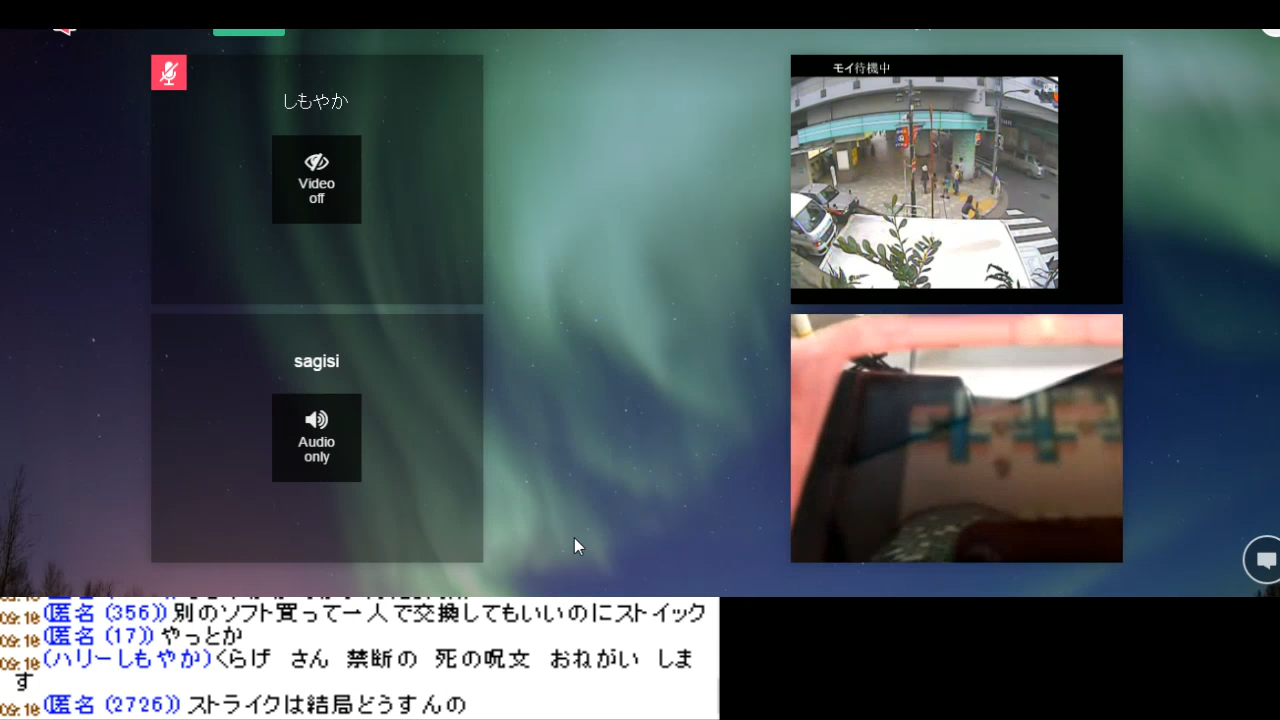 しもやか
Video
off
モイ待機中
sagisi
Audio
only
09:18 (匿名 (356)) 別のソフト買って一人で交換してもいいのにストイック
09:18 (匿名 (17)) やっとか
09:18 (ハリーしもやか) くらげ さん 禁断の 死の呪文 おねがい しま
す
09:18 (匿名 (2726)) ストライクは結局どうすんの